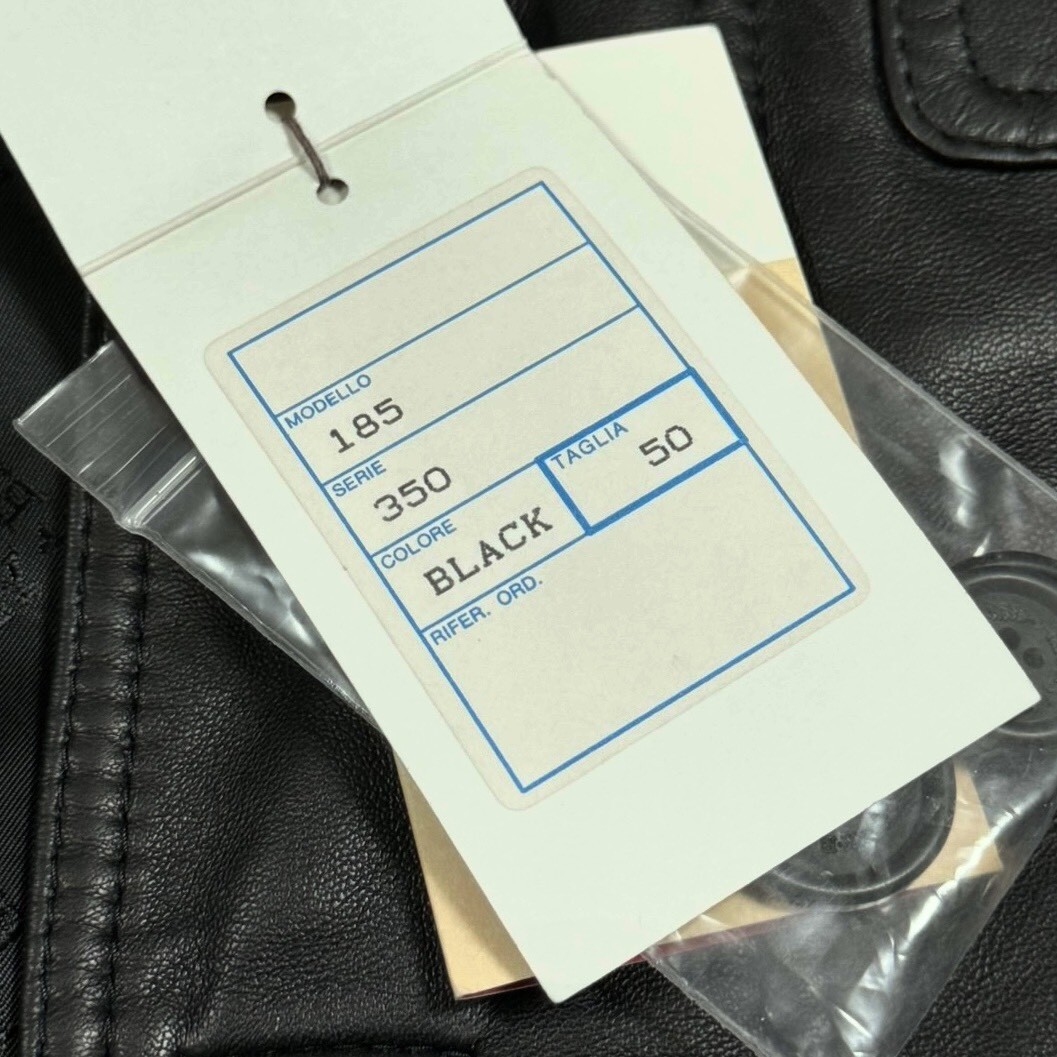 MODELLO
185
SERIE
350
COLORE
BLACK
TAGLIA
50
RIFER. ORD.